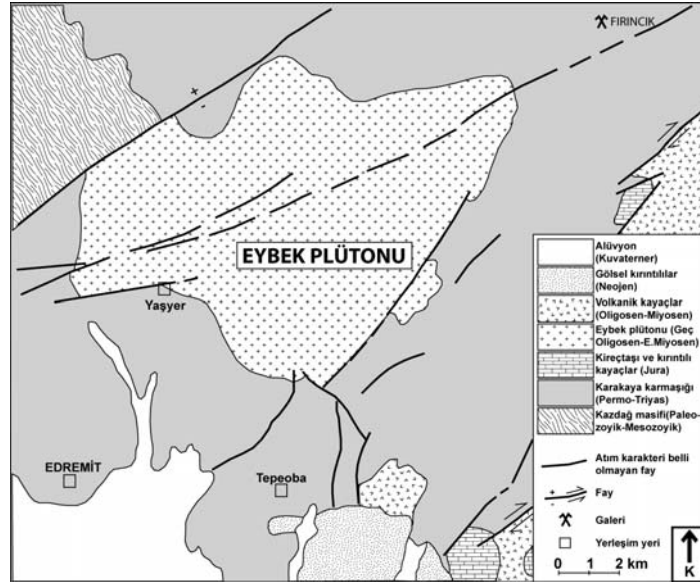 FIRINCIK
+
-
EYBEK PLÜTONU
Yaşyer
EDREMİT
Tepeoba
Alüvyon
(Kuvaterner)
Gölsel kırıntılılar
(Neojen)
Volkanik kayaçlar
(Oligosen-Miyosen)
Eybek plütonu (Geç
Oligosen-E.Miyosen)
Kireçtaşı ve kırıntılı
kayaçlar (Jura)
Karakaya karmaşığı
(Permo-Triyas)
Kazdağ masifi(Paleo-
zoyik-Mesozoyik)
Atım karakteri belli
olmayan fay
+
-
Fay
Galeri
Yerleşim yeri
0 1 2 km
K